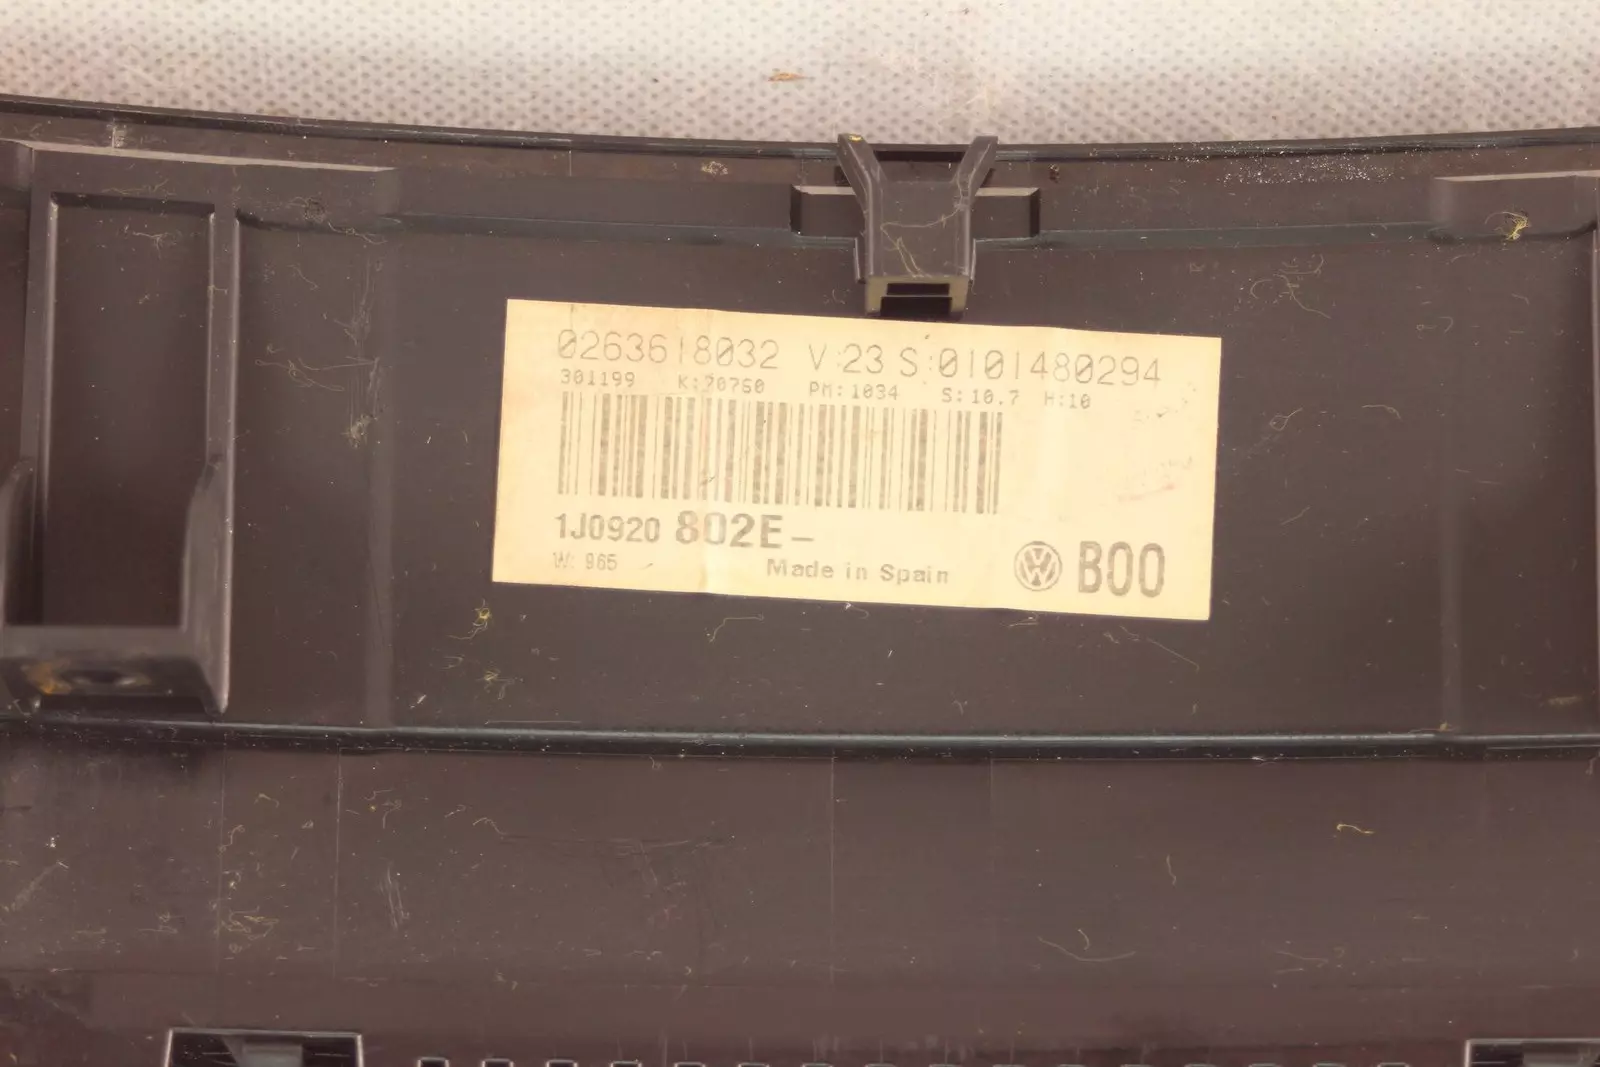 0263618032 V:23 S:0101480294
301199 K:70760 PM:1034 S:10.7 H:10
1J0920 802E-
W: 965 Made in Spain
B00